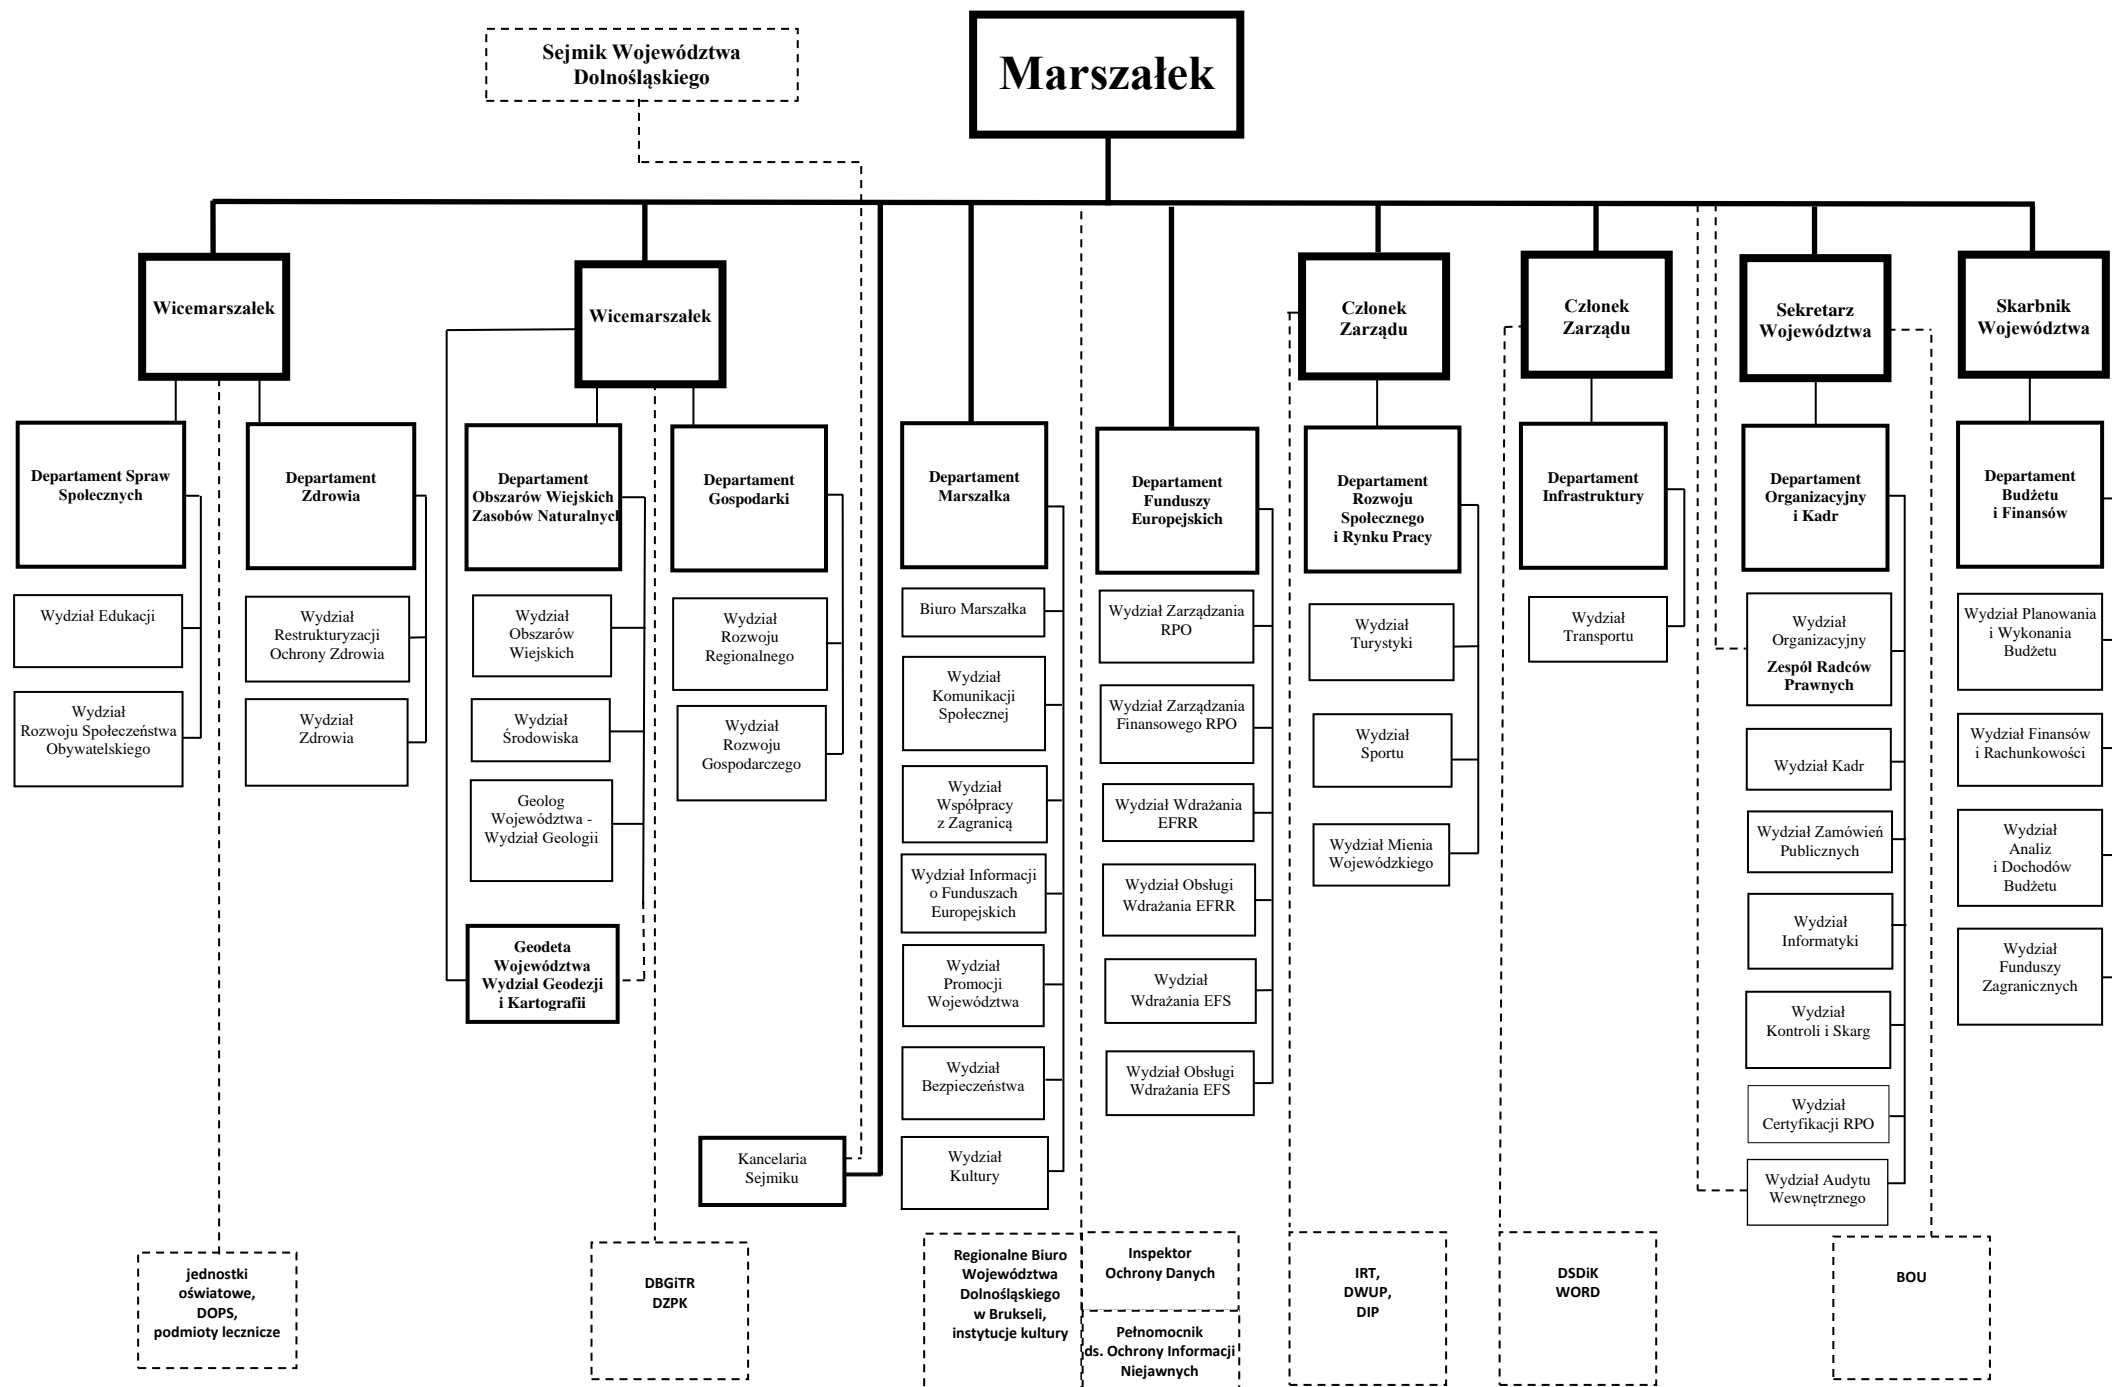 Sejmik Województwa
Dolnośląskiego
Marszałek
Wicemarszałek
Wicemarszałek
Członek
Zarządu
Członek
Zarządu
Sekretarz
Województwa
Skarbnik
Województwa
Departament Spraw
Społecznych
Departament
Zdrowia
Departament
Obszarów Wiejskich
Zasobów Naturalnych
Departament
Gospodarki
Departament
Marszałka
Departament
Funduszy
Europejskich
Departament
Rozwoju
Społecznego
i Rynku Pracy
Departament
Infrastruktury
Departament
Organizacyjny
i Kadr
Departament
Budżetu
i Finansów
Wydział Edukacji
Wydział
Rozwoju Społeczeństwa
Obywatelskiego
Wydział
Restrukturyzacji
Ochrony Zdrowia
Wydział
Zdrowia
Wydział
Obszarów
Wiejskich
Wydział
Środowiska
Geolog
Województwa -
Wydział Geologii
Geodeta
Województwa
Wydział Geodezji
i Kartografii
Wydział
Rozwoju
Regionalnego
Wydział
Rozwoju
Gospodarczego
Kancelaria
Sejmiku
Biuro Marszałka
Wydział
Komunikacji
Społecznej
Wydział
Współpracy
z Zagranicą
Wydział Informacji
o Funduszach
Europejskich
Wydział
Promocji
Województwa
Wydział
Bezpieczeństwa
Wydział
Kultury
Wydział Zarządzania
RPO
Wydział Zarządzania
Finansowego RPO
Wydział Wdrażania
EFRR
Wydział Obsługi
Wdrażania EFRR
Wydział
Wdrażania EFS
Wydział Obsługi
Wdrażania EFS
Wydział
Turystyki
Wydział
Sportu
Wydział Mienia
Wojewódzkiego
Wydział
Transportu
Wydział
Organizacyjny
Zespół Radców
Prawnych
Wydział Kadr
Wydział Zamówień
Publicznych
Wydział
Informatyki
Wydział
Kontroli i Skarg
Wydział
Certyfikacji RPO
Wydział Audytu
Wewnętrznego
Wydział Planowania
i Wykonania
Budżetu
Wydział Finansów
i Rachunkowości
Wydział
Analiz
i Dochodów
Budżetu
Wydział
Funduszy
Zagranicznych
jednostki
oświatowe,
DOPS,
podmioty lecznicze
DBGiTR
DZPK
Regionalne Biuro
Województwa
Dolnośląskiego
w Brukseli,
instytucje kultury
Inspektor
Ochrony Danych
Pełnomocnik
ds. Ochrony Informacji
Niejawnych
IRT,
DWUP,
DIP
DSDiK
WORD
BOU